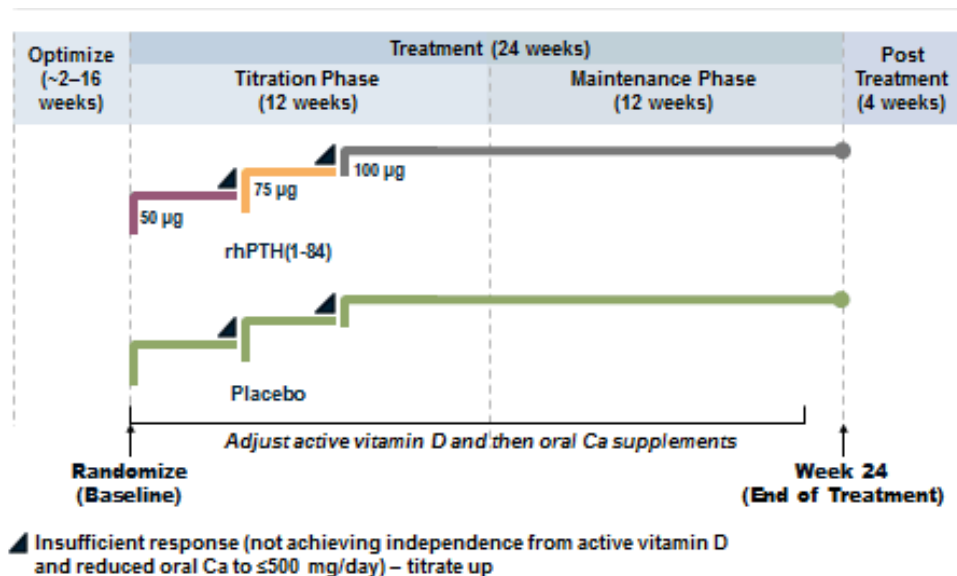 Optimize
(~2–16
weeks)
Treatment (24 weeks)
Titration Phase
(12 weeks)
Maintenance Phase
(12 weeks)
Post
Treatment
(4 weeks)
50 µg
75 µg
100 µg
rhPTH(1-84)
Placebo
Adjust active vitamin D and then oral Ca supplements
Randomize
(Baseline)
Week 24
(End of Treatment)
Insufficient response (not achieving independence from active vitamin D
and reduced oral Ca to ≤500 mg/day) – titrate up